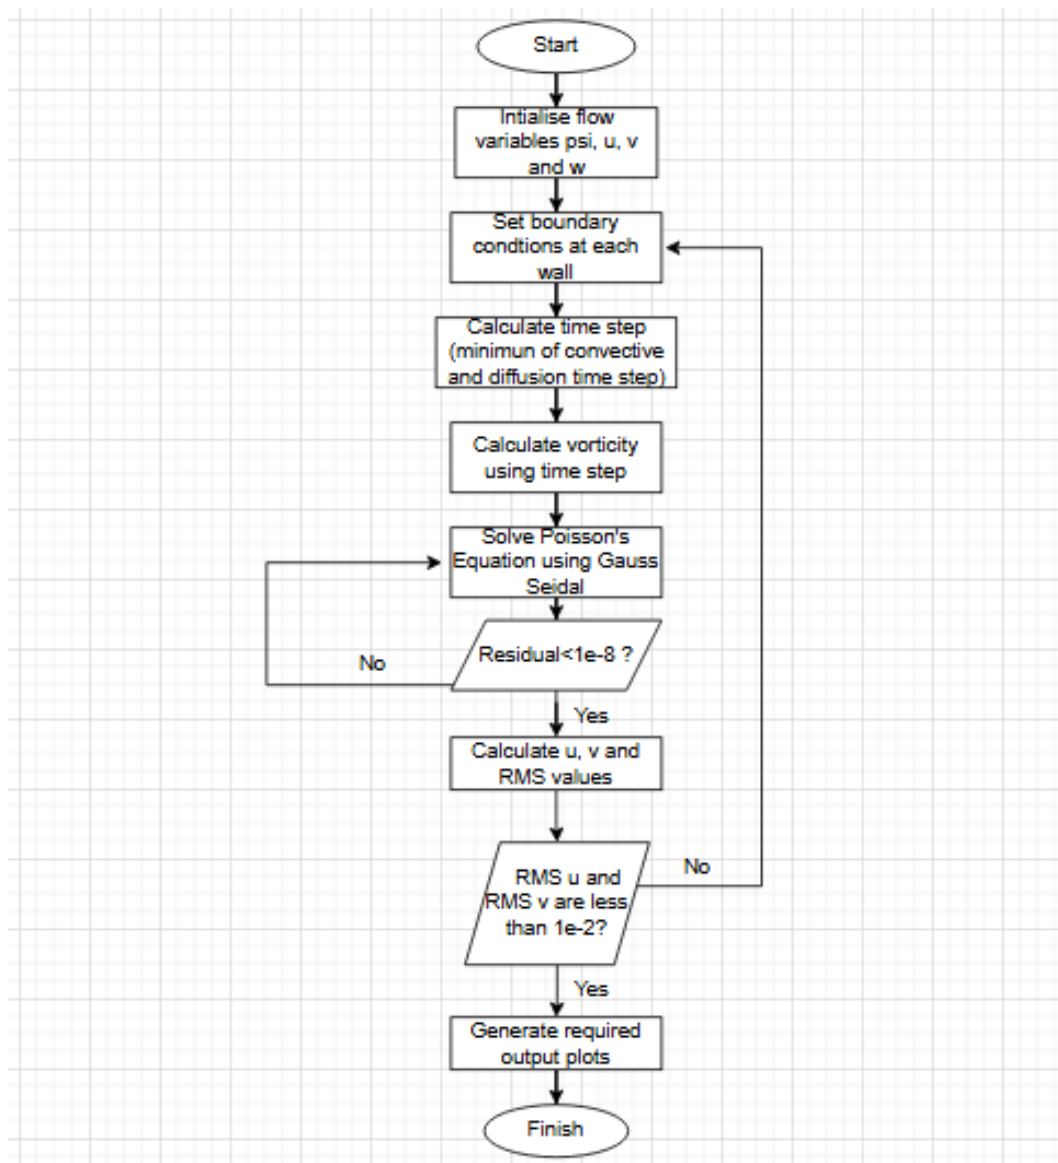 Start
Intialise flow
variables psi, u, v
and w
Set boundary
condtions at each
wall
Calculate time step
(minimun of convective
and diffusion time step)
Calculate vorticity
using time step
Solve Poisson's
Equation using Gauss
Seidal
Residual<1e-8 ?
No
Yes
Calculate u, v and
RMS values
RMS u and
RMS v are less
than 1e-2?
No
Yes
Generate required
output plots
Finish